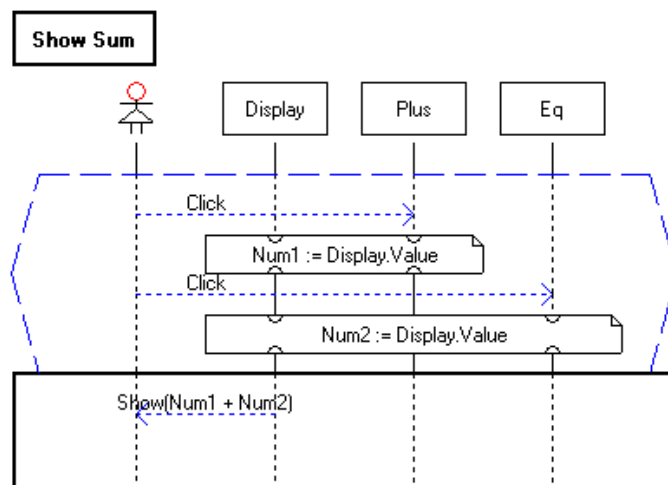 Show Sum
Display
Plus
Eq
Click
Num1 := Display.Value
Click
Num2 := Display.Value
Show(Num1 + Num2)